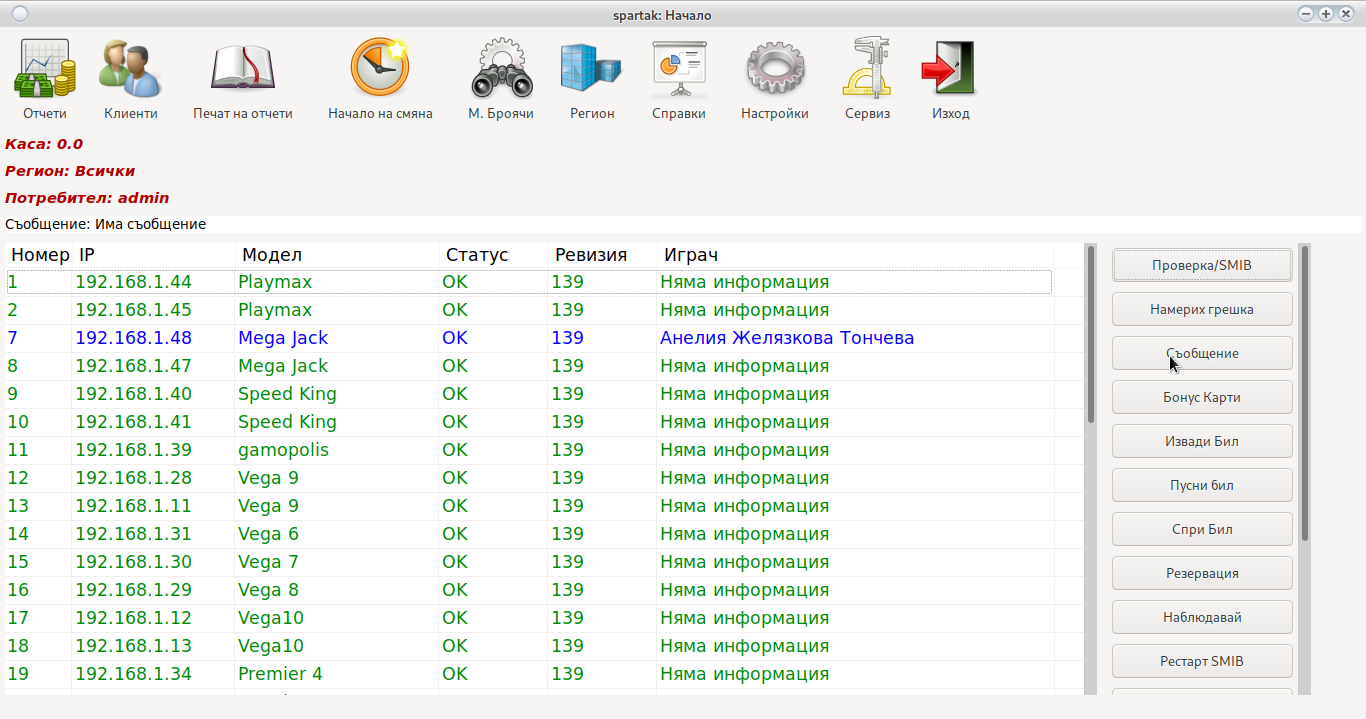 spartak: Начало
Отчети Клиенти Печат на отчети Начало на смяна М. Броячи Регион Справки Настройки Сервиз Изход
Каса: 0.0
Регион: Всички
Потребител: admin
Съобщение: Има съобщение
Номер IP Модел Статус Ревизия Играч
1 192.168.1.44 Playmax OK 139 Няма информация
2 192.168.1.45 Playmax OK 139 Няма информация
7 192.168.1.48 Mega Jack OK 139 Анелия Желязкова Тончева
8 192.168.1.47 Mega Jack OK 139 Няма информация
9 192.168.1.40 Speed King OK 139 Няма информация
10 192.168.1.41 Speed King OK 139 Няма информация
11 192.168.1.39 gamopolis OK 139 Няма информация
12 192.168.1.28 Vega 9 OK 139 Няма информация
13 192.168.1.11 Vega 9 OK 139 Няма информация
14 192.168.1.31 Vega 6 OK 139 Няма информация
15 192.168.1.30 Vega 7 OK 139 Няма информация
16 192.168.1.29 Vega 8 OK 139 Няма информация
17 192.168.1.12 Vega10 OK 139 Няма информация
18 192.168.1.13 Vega10 OK 139 Няма информация
19 192.168.1.34 Premier 4 OK 139 Няма информация
Проверка/SMIB
Намерих грешка
Съобщение
Бонус Карти
Извади Бил
Пусни бил
Спри Бил
Резервация
Наблюдавай
Рестарт SMIB